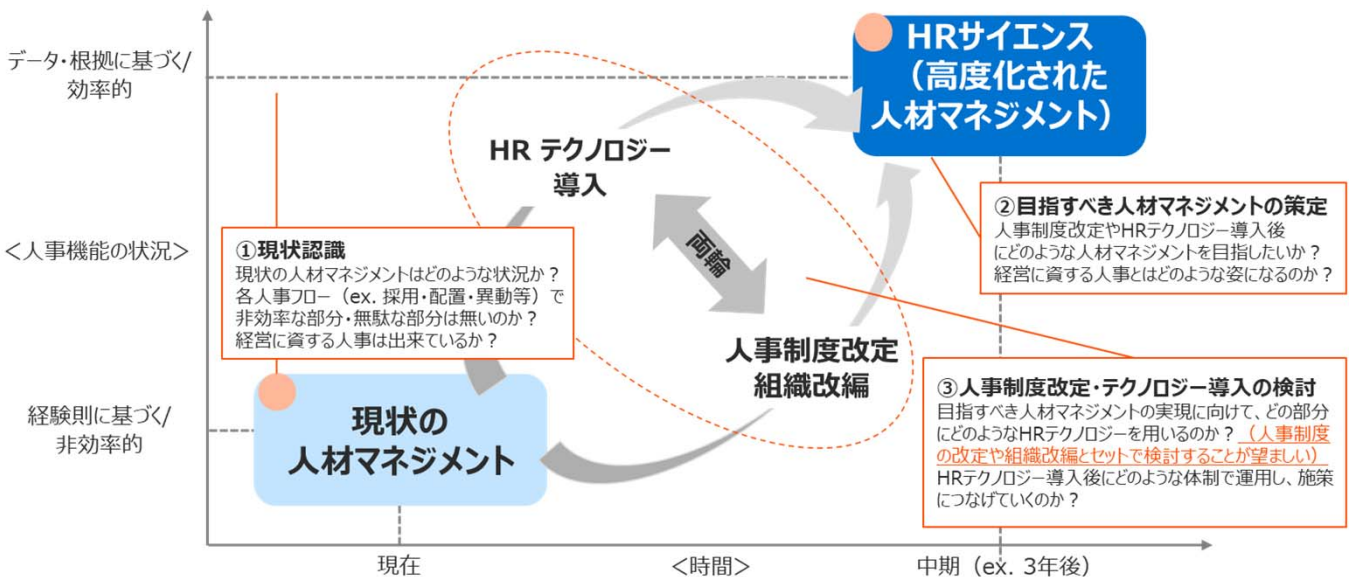 データ・根拠に基づく/
効率的
<人事機能の状況>
経験則に基づく/
非効率的
HRサイエンス
（高度化された
人材マネジメント）
HR テクノロジー
導入
両輪
人事制度改定
組織改編
①現状認識
現状の人材マネジメントはどのような状況か？
各人事フロー（ex. 採用・配置・異動等）で
非効率な部分・無駄な部分は無いのか？
経営に資する人事は出来ているか？
現状の
人材マネジメント
②目指すべき人材マネジメントの策定
人事制度改定やHRテクノロジー導入後
にどのような人材マネジメントを目指したいか？
経営に資する人事とはどのような姿になるのか？
③人事制度改定・テクノロジー導入の検討
目指すべき人材マネジメントの実現に向けて、どの部分
にどのようなHRテクノロジーを用いるのか？（人事制度
の改定や組織改編とセットで検討することが望ましい）
HRテクノロジー導入後にどのような体制で運用し、施策
につなげていくのか？
現在
<時間>
中期（ex. 3年後）